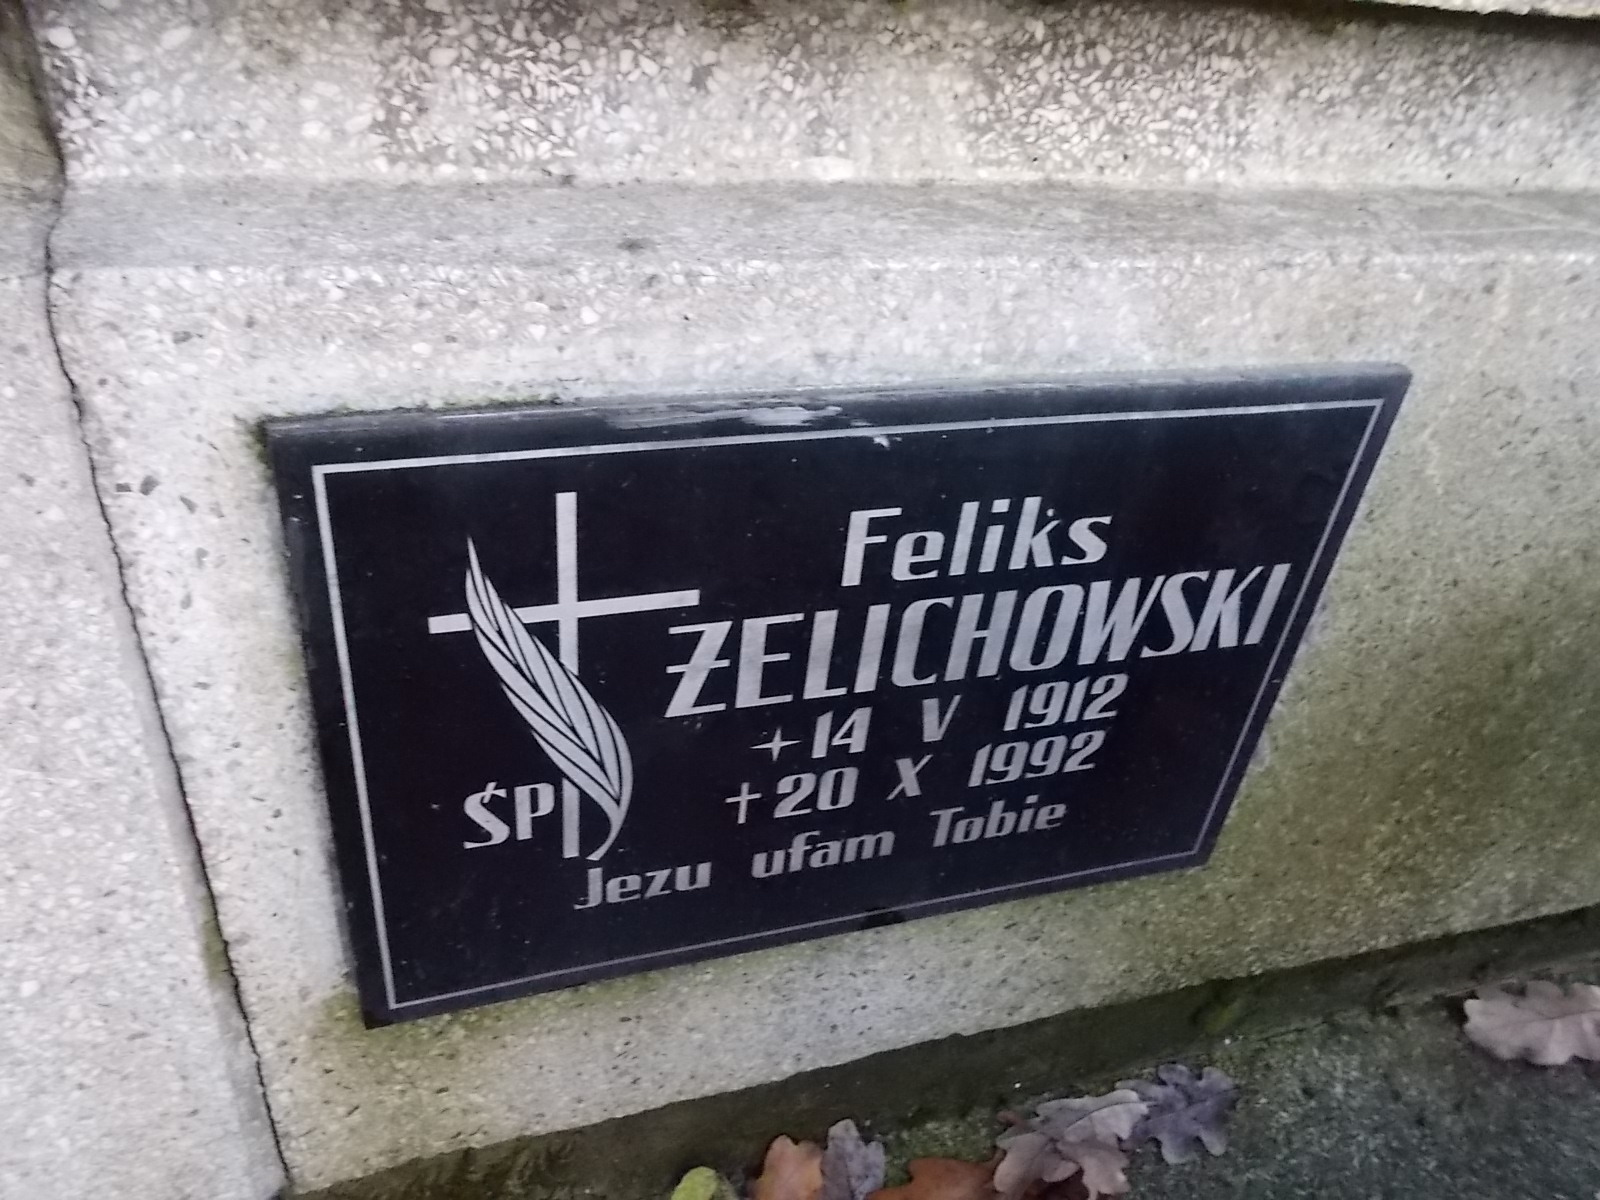 Feliks
ŻELICHOWSKI
+14 V 1912
+20 X 1992
ŚP
Jezu ufam Tobie